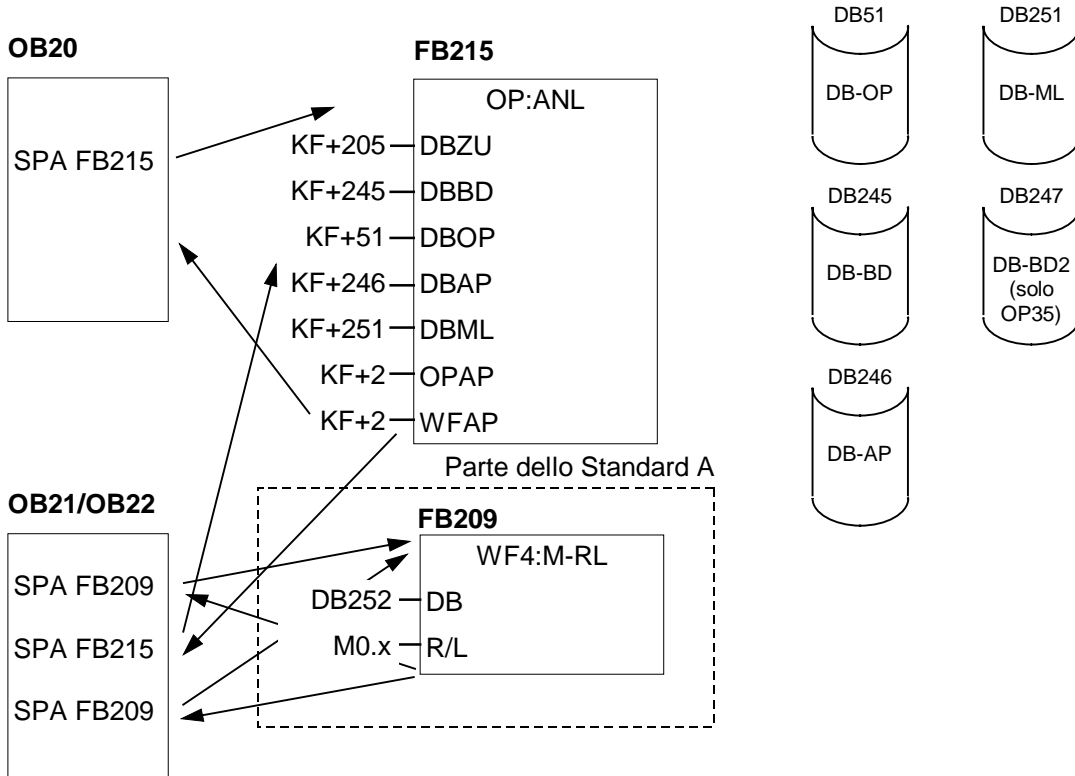 OB20
SPA FB215
FB215
OP:ANL
KF+205 DBZU
KF+245 DBBD
KF+51 DBOP
KF+246 DBAP
KF+251 DBML
KF+2 OPAP
KF+2 WFAP
Parte dello Standard A
OB21/OB22
SPA FB209
SPA FB215
SPA FB209
FB209
WF4:M-RL
DB252 DB
M0.x R/L
DB51
DB-OP
DB251
DB-ML
DB245
DB-BD
DB247
DB-BD2
(solo
OP35)
DB246
DB-AP